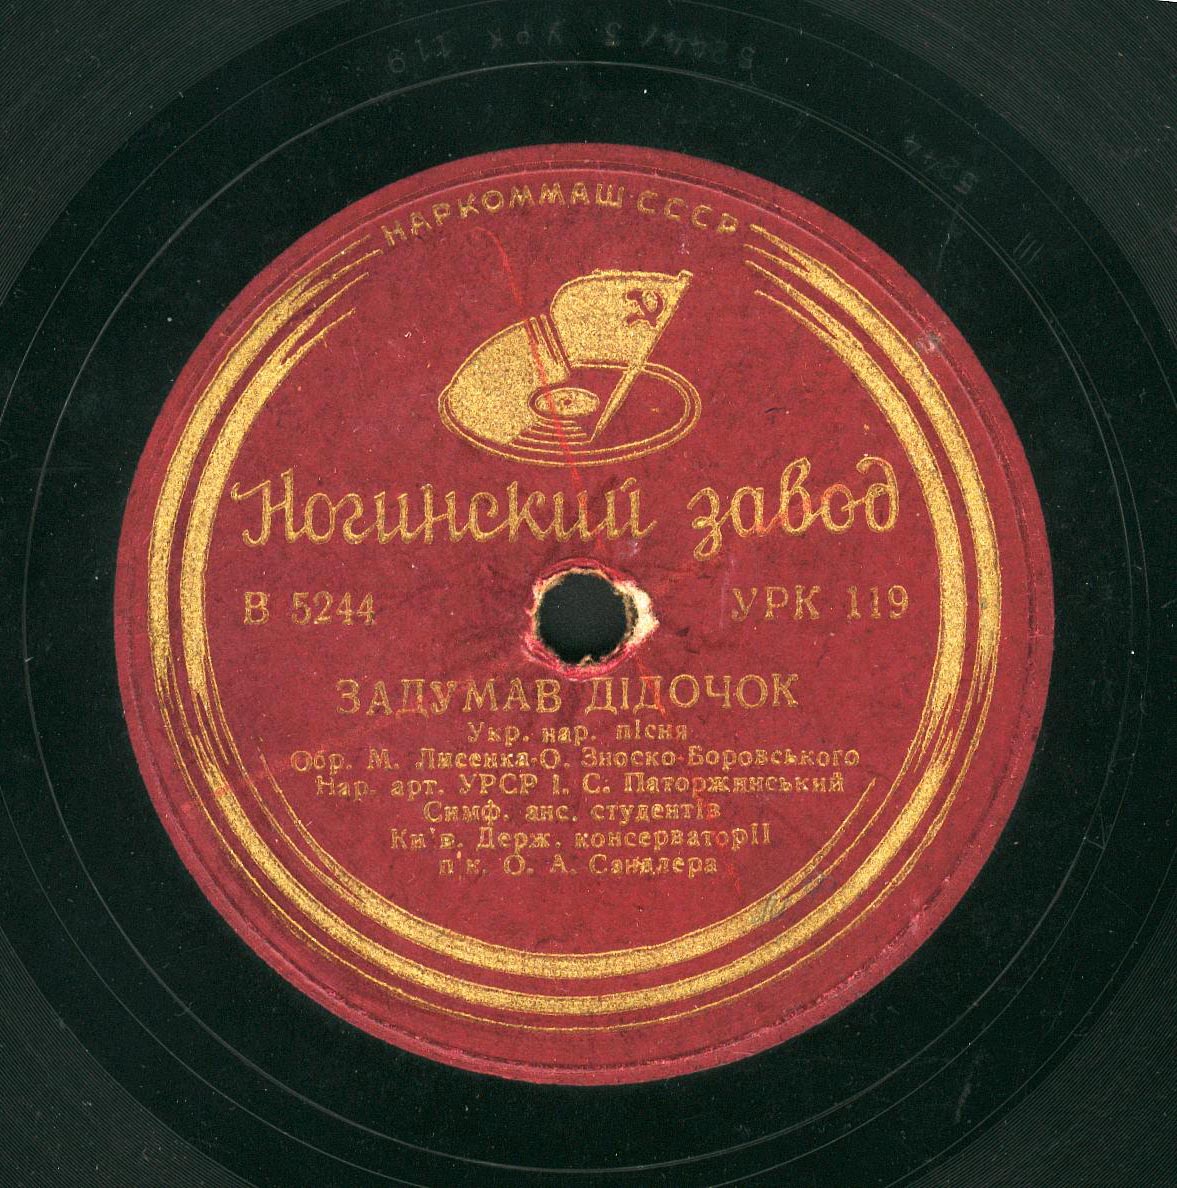 НАРКОММАШ СССР
Ногинский завод
В 5244 УРК 119
ЗАДУМАВ ДІДОЧОК
Укр. нар. пісня
Обр. М. Лисенка-О. Зноско-Боровського
Нар. арт. УРСР І. С. Паторжинський
Симф. анс. студентів
Ки'в. Держ. консерваторії
п'к. О. А. Сандлера